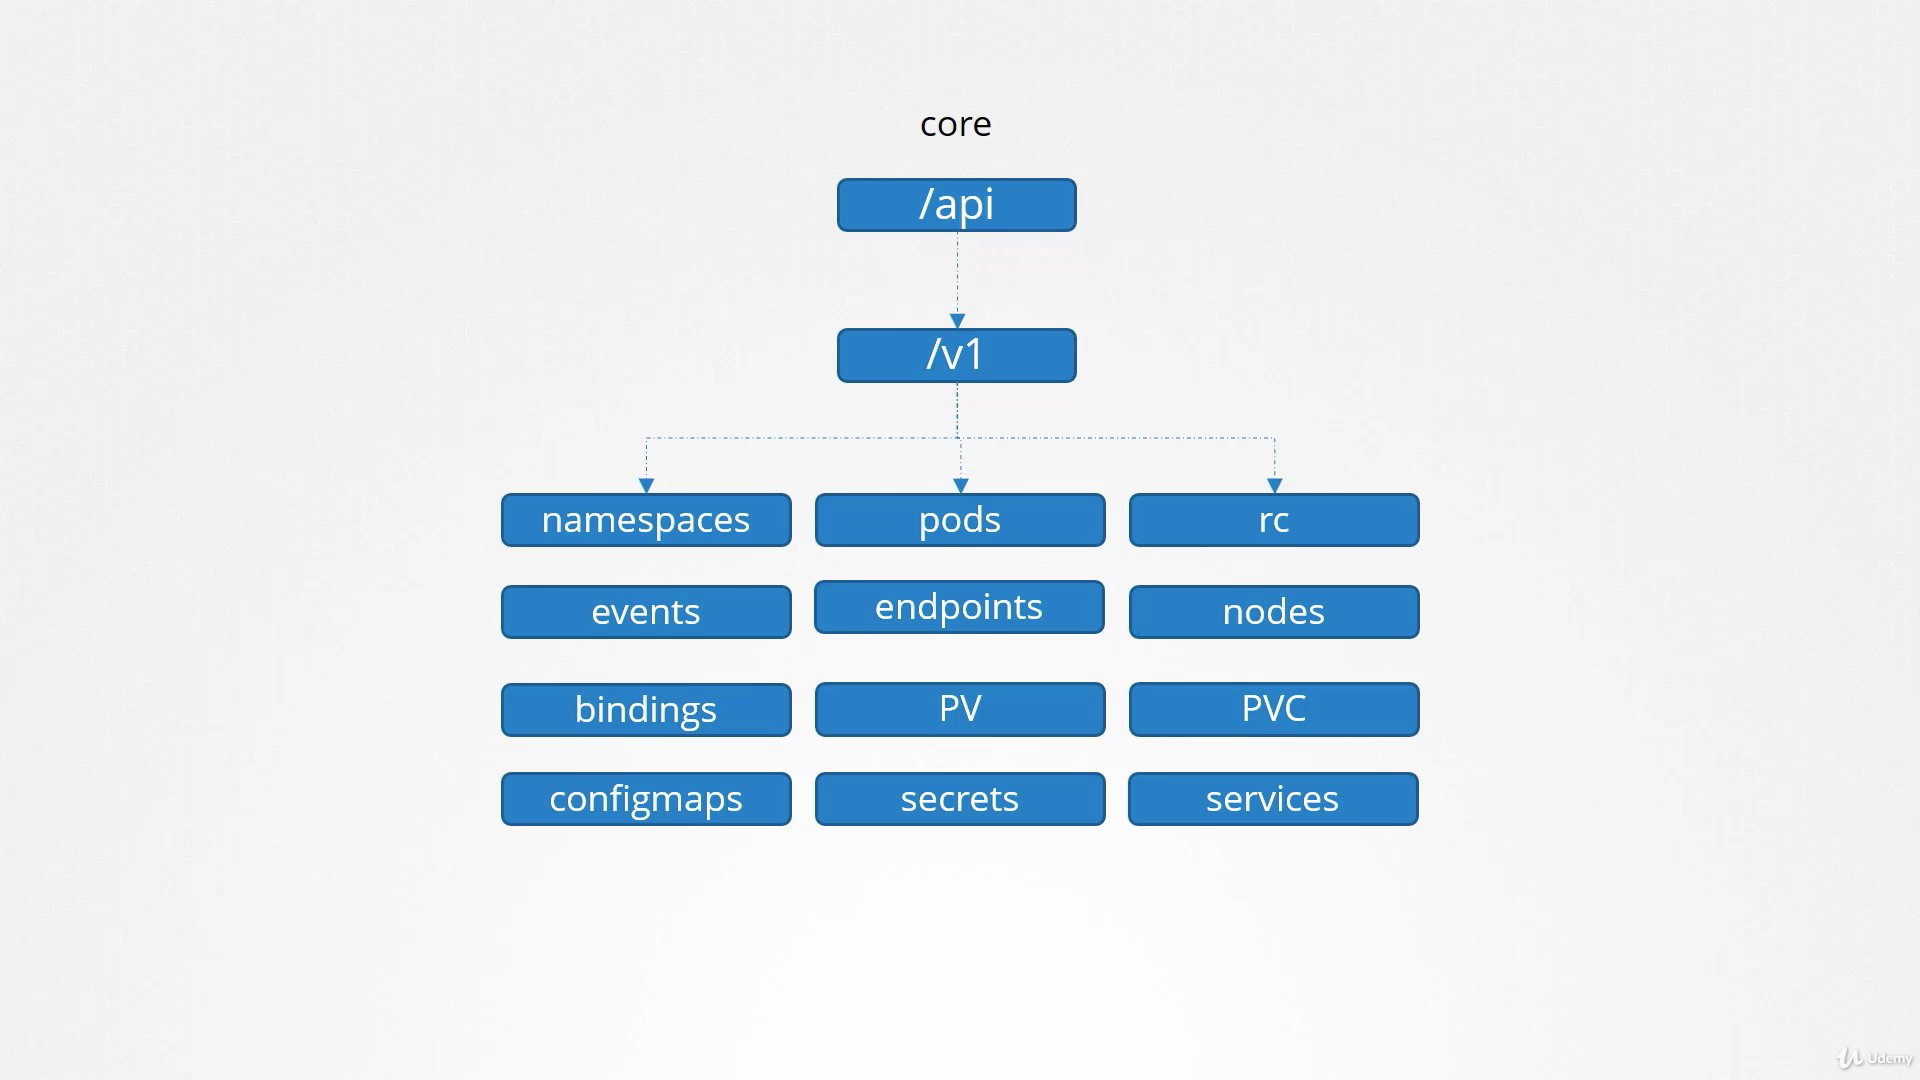 core
/api
/v1
namespaces
pods
rc
events
endpoints
nodes
bindings
PV
PVC
configmaps
secrets
services
Udemy